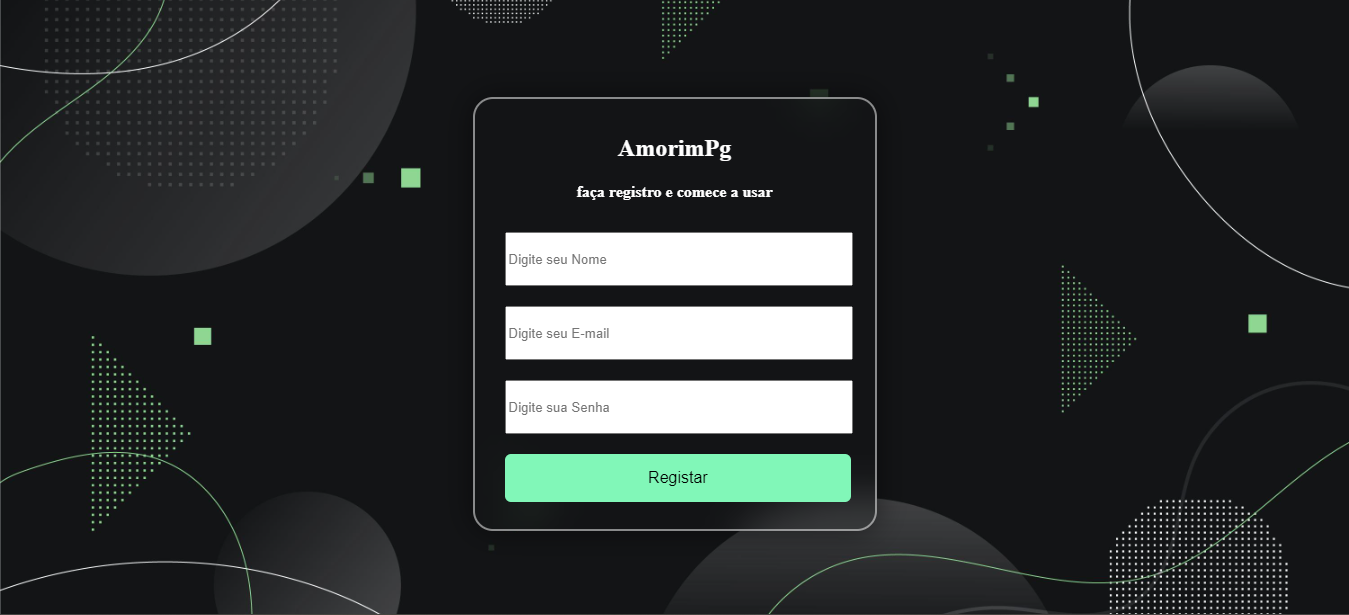 AmorimPg
faça registro e comece a usar
Digite seu Nome
Digite seu E-mail
Digite sua Senha
Registar